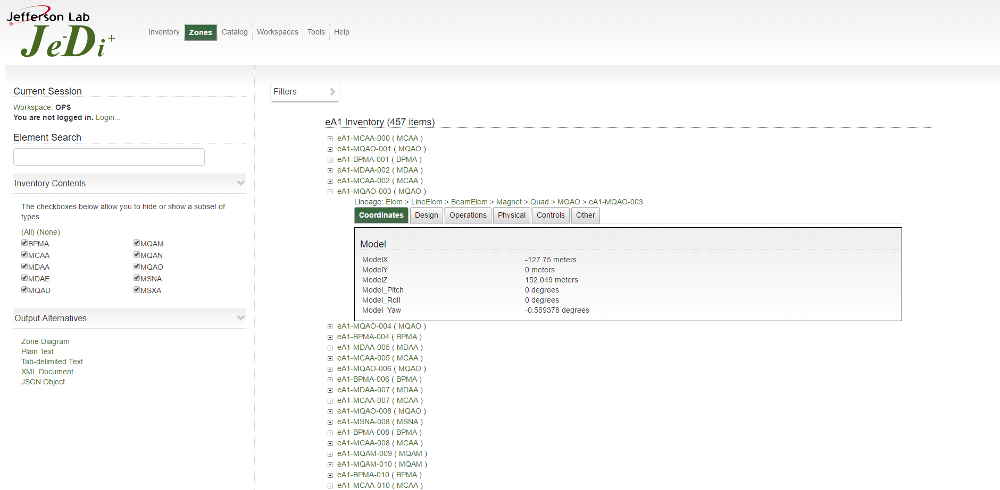 Jefferson Lab
Je-Di+
Inventory Zones Catalog Workspaces Tools Help
Current Session
Workspace: OPS
You are not logged in. Login...
Element Search
Inventory Contents
The checkboxes below allow you to hide or show a subset of
types.
(All) (None)
BPMA MQAM
MCAA MQAN
MDAA MQAO
MDAE MSNA
MQAD MSXA
Output Alternatives
Zone Diagram
Plain Text
Tab-delimited Text
XML Document
JSON Object
Filters
eA1 Inventory (457 items)
eA1-MCAA-000 ( MCAA )
eA1-MQAO-001 ( MQAO )
eA1-BPMA-001 ( BPMA )
eA1-MDAA-002 ( MDAA )
eA1-MCAA-002 ( MCAA )
eA1-MQAO-003 ( MQAO )
Lineage: Elem > LineElem > BeamElem > Magnet > Quad > MQAO > eA1-MQAO-003
Coordinates Design Operations Physical Controls Other
Model
ModelX -127.75 meters
ModelY 0 meters
ModelZ 152.049 meters
Model_Pitch 0 degrees
Model_Roll 0 degrees
Model_Yaw -0.559378 degrees
eA1-MQAO-004 ( MQAO )
eA1-BPMA-004 ( BPMA )
eA1-MDAA-005 ( MDAA )
eA1-MCAA-005 ( MCAA )
eA1-MQAO-006 ( MQAO )
eA1-BPMA-006 ( BPMA )
eA1-MDAA-007 ( MDAA )
eA1-MCAA-007 ( MCAA )
eA1-MQAO-008 ( MQAO )
eA1-MSNA-008 ( MSNA )
eA1-BPMA-008 ( BPMA )
eA1-MCAA-008 ( MCAA )
eA1-MQAM-009 ( MQAM )
eA1-MQAM-010 ( MQAM )
eA1-BPMA-010 ( BPMA )
eA1-MCAA-010 ( MCAA )